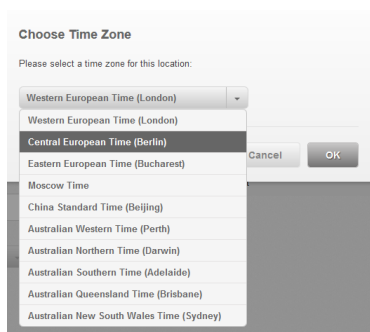 Choose Time Zone
Please select a time zone for this location:
Western European Time (London)
Western European Time (London)
Central European Time (Berlin)
Eastern European Time (Bucharest)
Cancel
OK
Moscow Time
China Standard Time (Beijing)
Australian Western Time (Perth)
Australian Northern Time (Darwin)
Australian Southern Time (Adelaide)
Australian Queensland Time (Brisbane)
Australian New South Wales Time (Sydney)